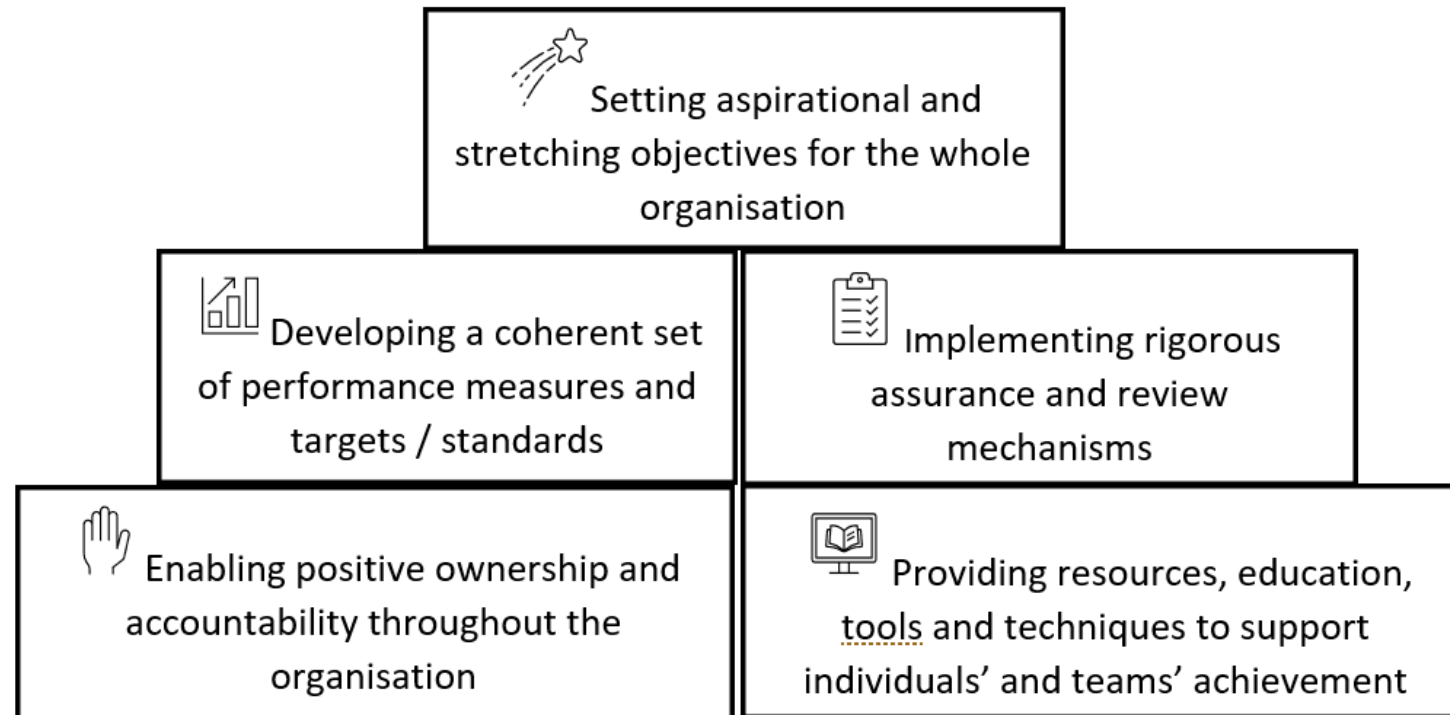 Setting aspirational and
stretching objectives for the whole
organisation
Developing a coherent set
of performance measures and
targets / standards
Implementing rigorous
assurance and review
mechanisms
Enabling positive ownership and
accountability throughout the
organisation
Providing resources, education,
tools and techniques to support
individuals’ and teams’ achievement